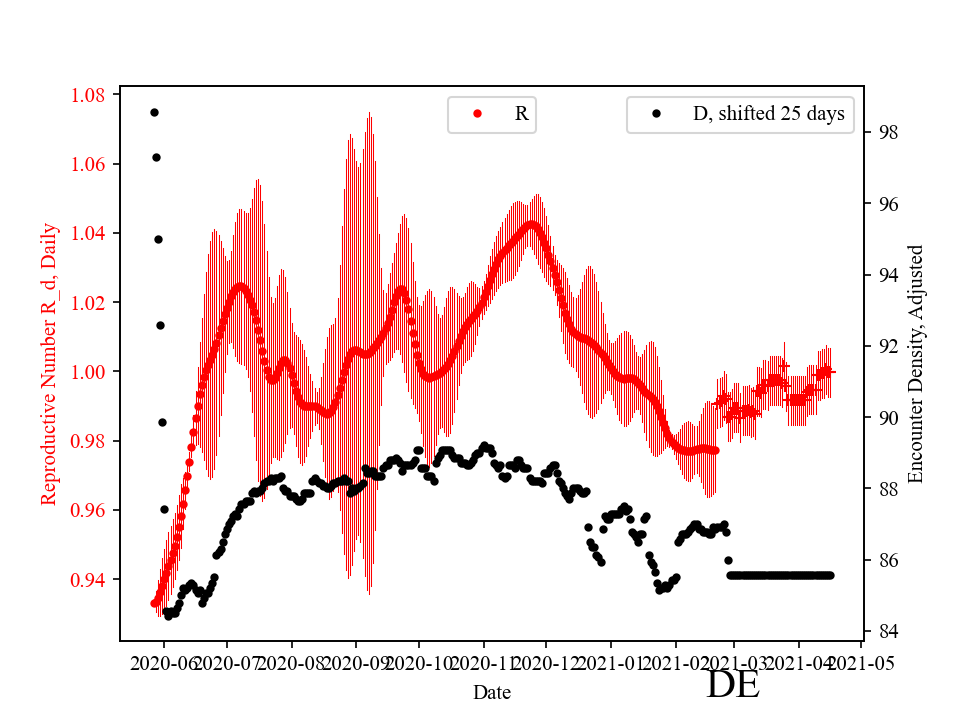 R
D, shifted 25 days
1.08
1.06
1.04
1.02
1.00
0.98
0.96
0.94
Reproductive Number R_d, Daily
98
96
94
92
90
88
86
84
Encounter Density, Adjusted
2020-06 2020-07 2020-08 2020-09 2020-10 2020-11 2020-12 2021-01 2021-02 2021-03 2021-04 2021-05
Date
DE